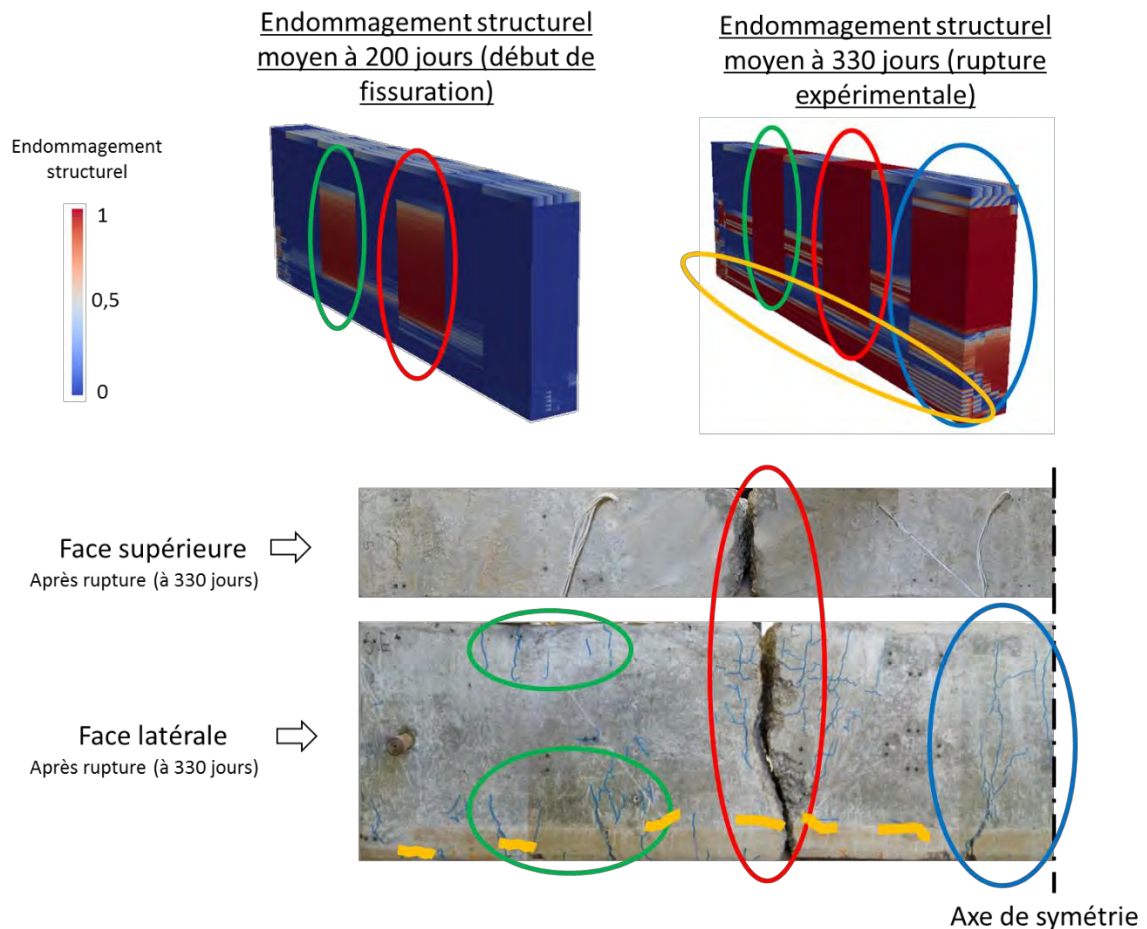 Endommagement structurel
moyen à 200 jours (début de
fissuration)
Endommagement structurel
moyen à 330 jours (rupture
expérimentale)
Endommagement
structurel
1
0,5
0
Face supérieure
Après rupture (à 330 jours)
Face latérale
Après rupture (à 330 jours)
Axe de symétrie